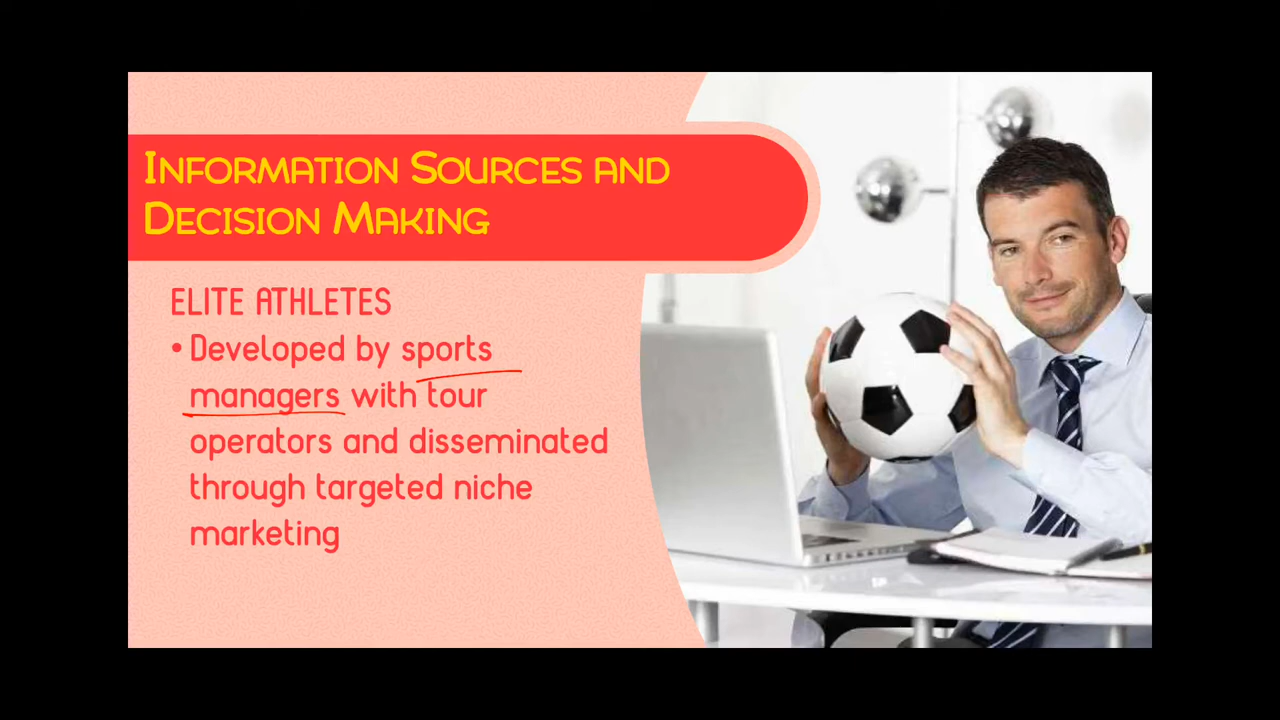 Information Sources and
Decision Making
ELITE ATHLETES
• Developed by sports
managers with tour
operators and disseminated
through targeted niche
marketing